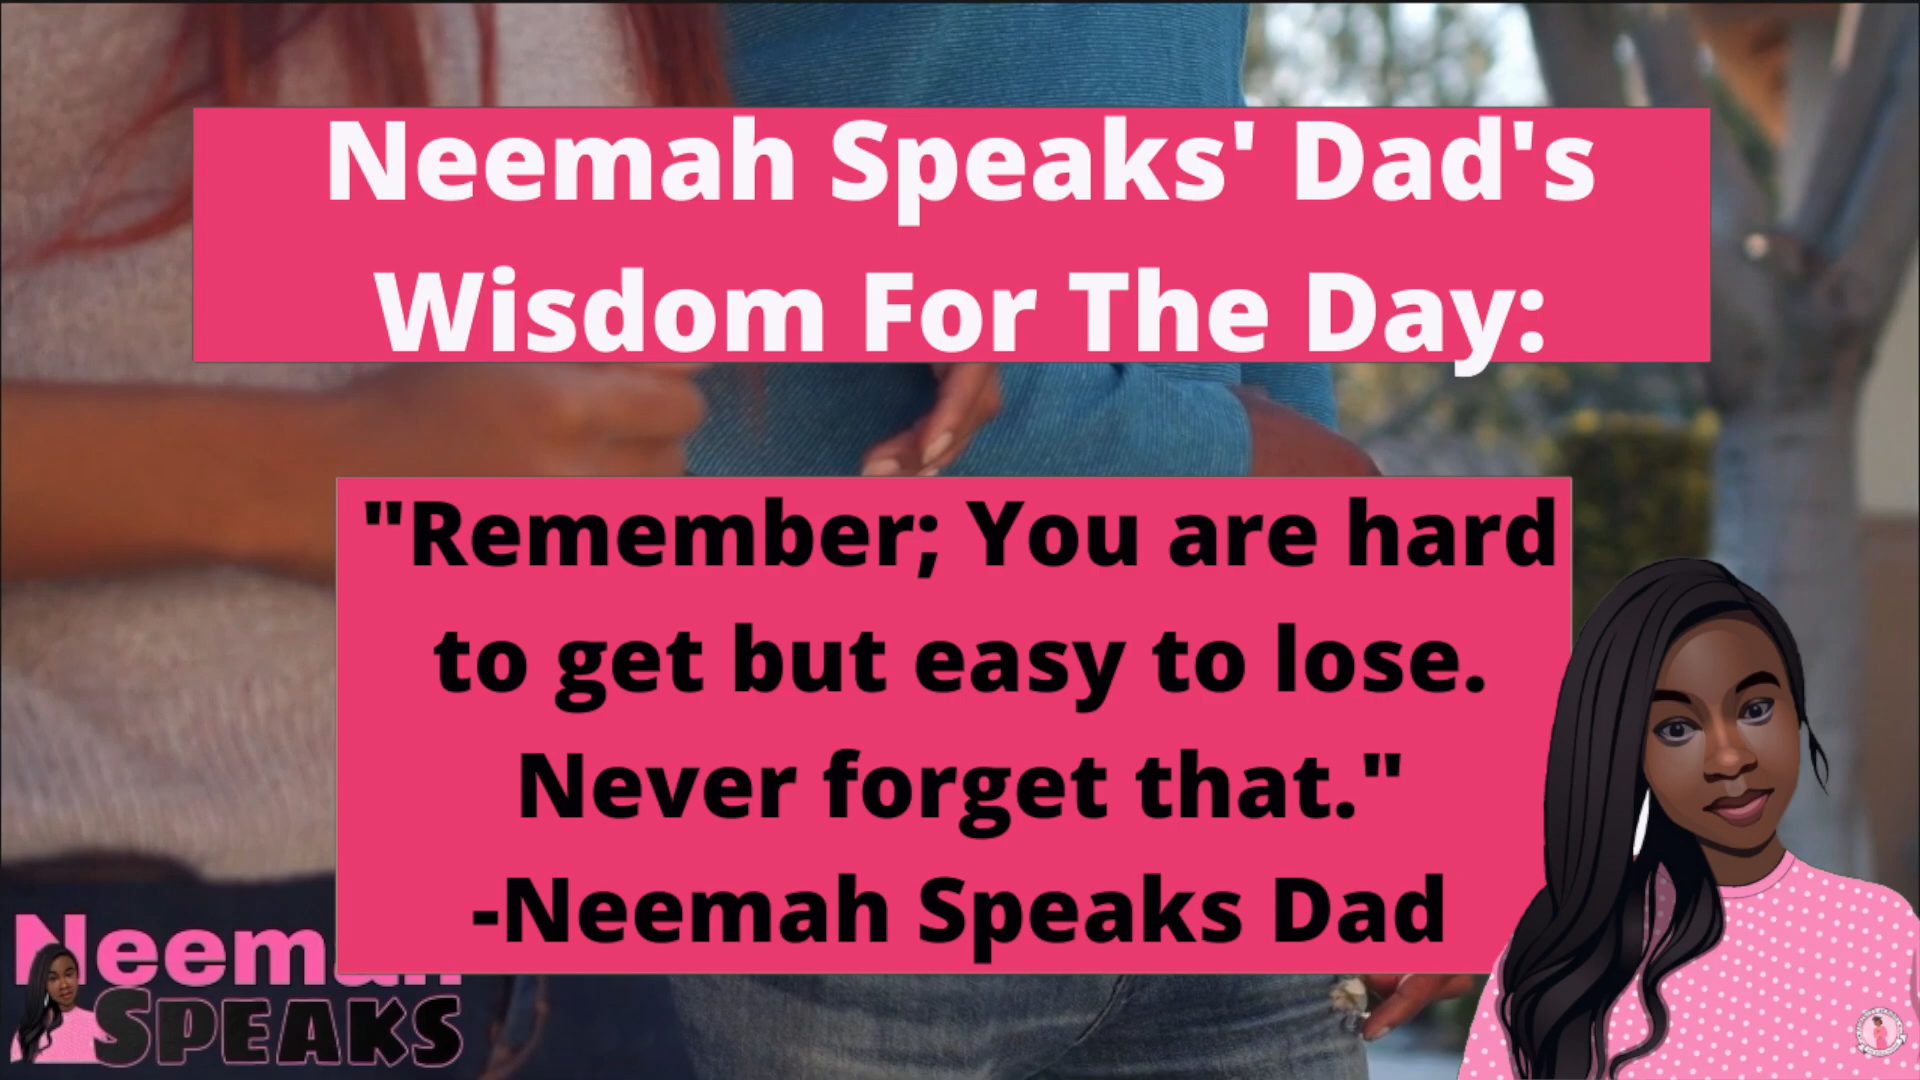 Neemah Speaks' Dad's
Wisdom For The Day:
"Remember; You are hard
to get but easy to lose.
Never forget that."
-Neemah Speaks Dad
Neemah
SPEAKS